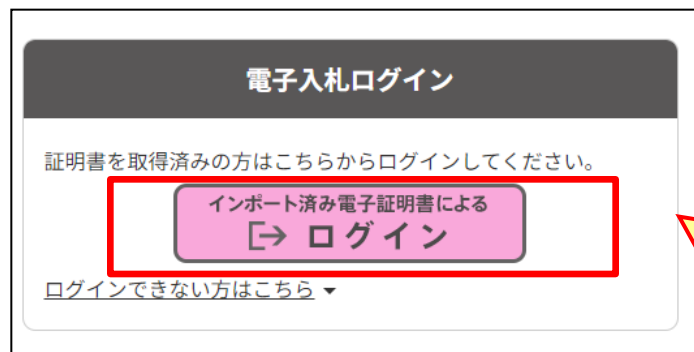 電子入札ログイン
証明書を取得済みの方はこちらからログインしてください。
インポート済み電子証明書による
ログイン
ログインできない方はこちら